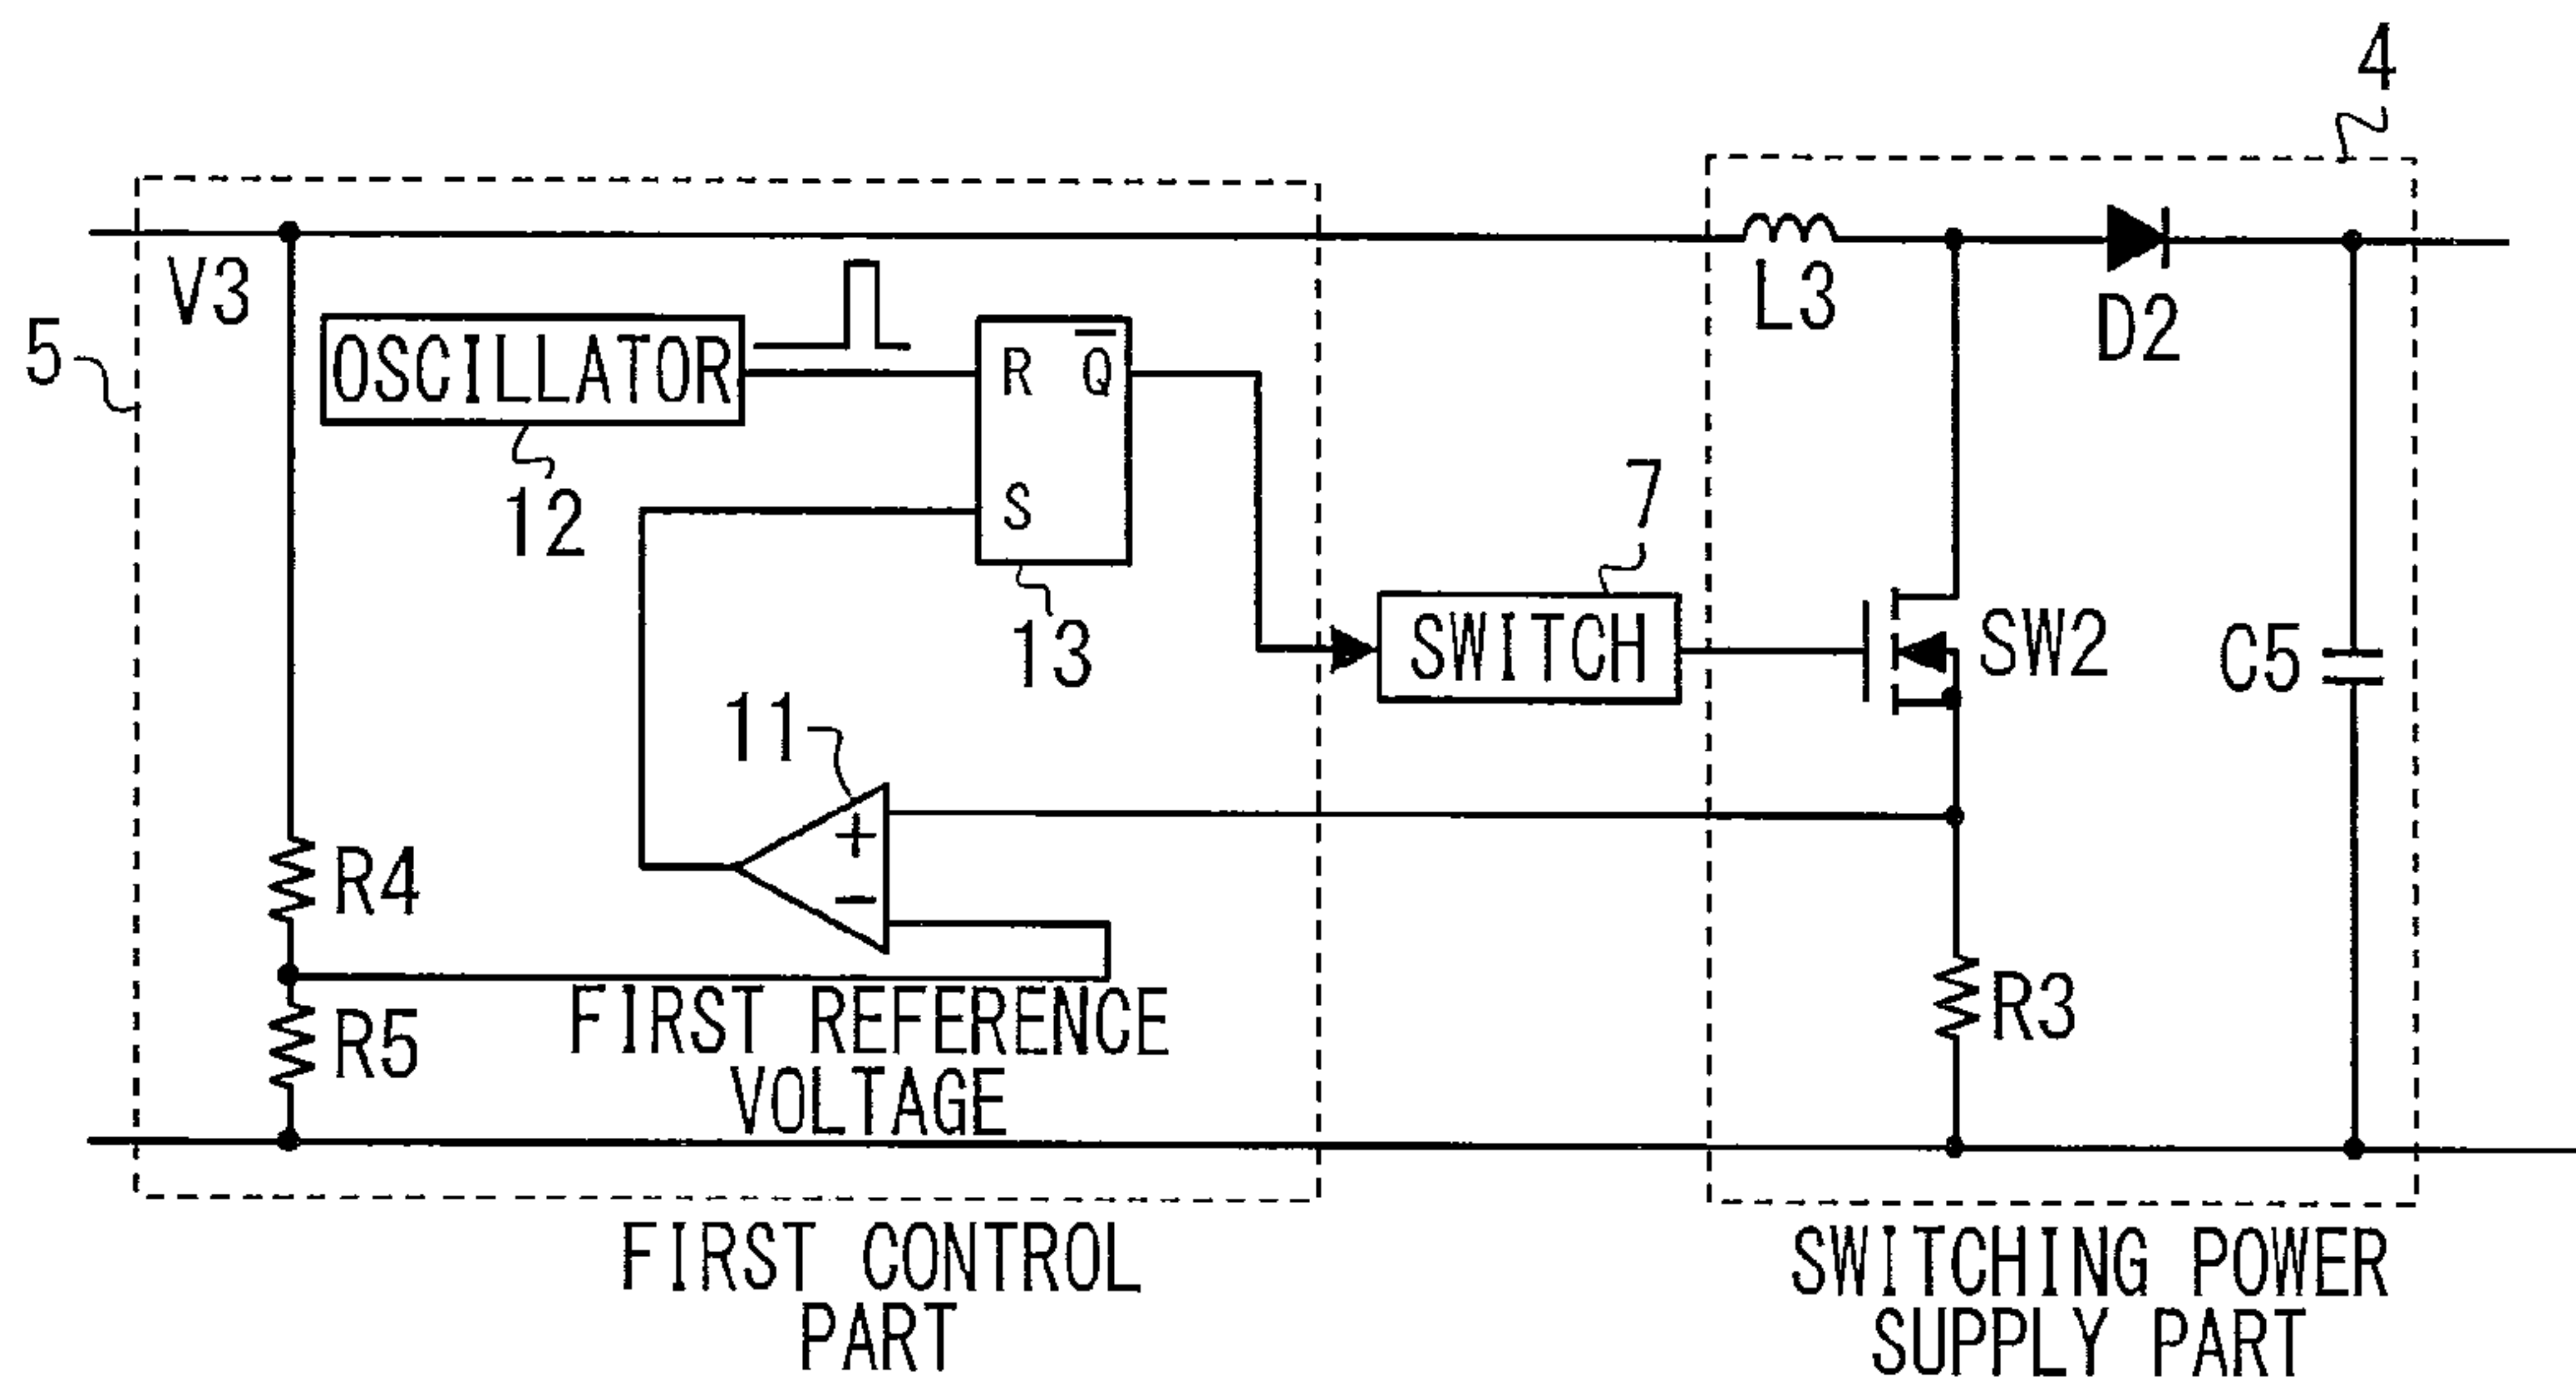 4
5
V3
OSCILLATOR
12
R Q̅
S
13
L3
D2
7
SWITCH
SW2
C5
11
+
−
R4
R5
FIRST REFERENCE
VOLTAGE
R3
FIRST CONTROL
PART
SWITCHING POWER
SUPPLY PART